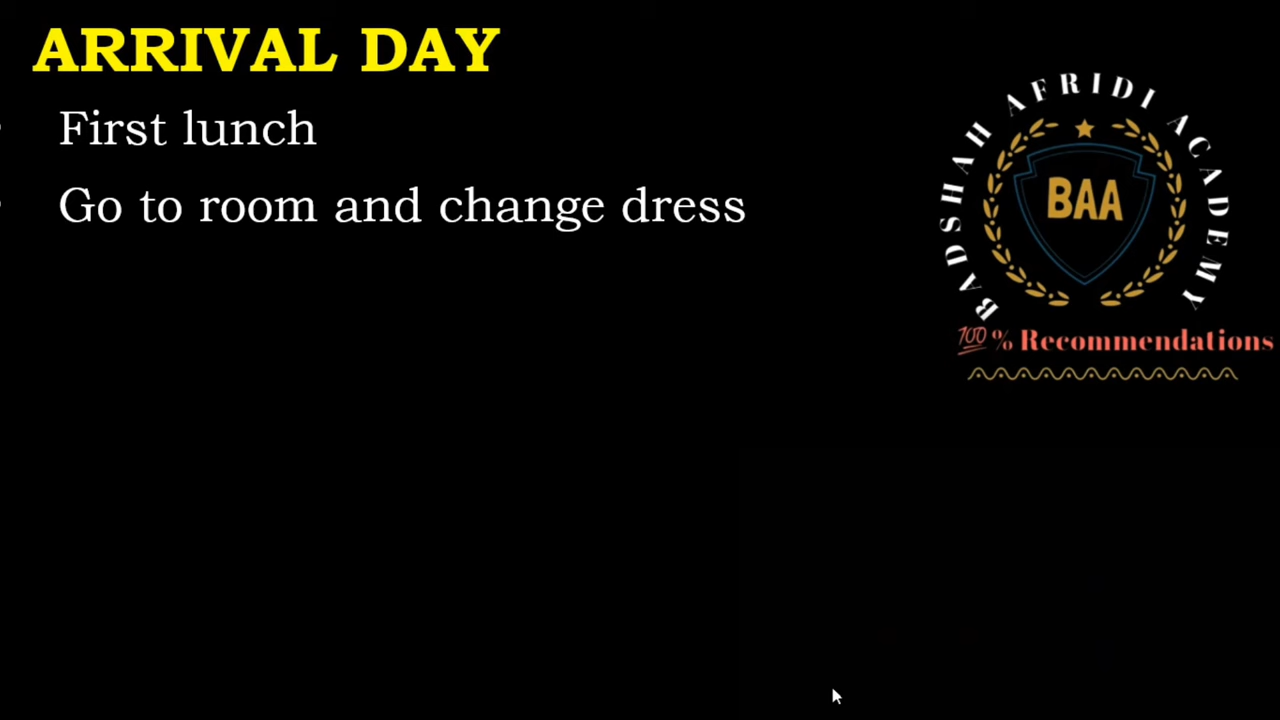 ARRIVAL DAY
First lunch
Go to room and change dress
BADSHAH AFRIDI ACADEMY
BAA
💯% Recommendations